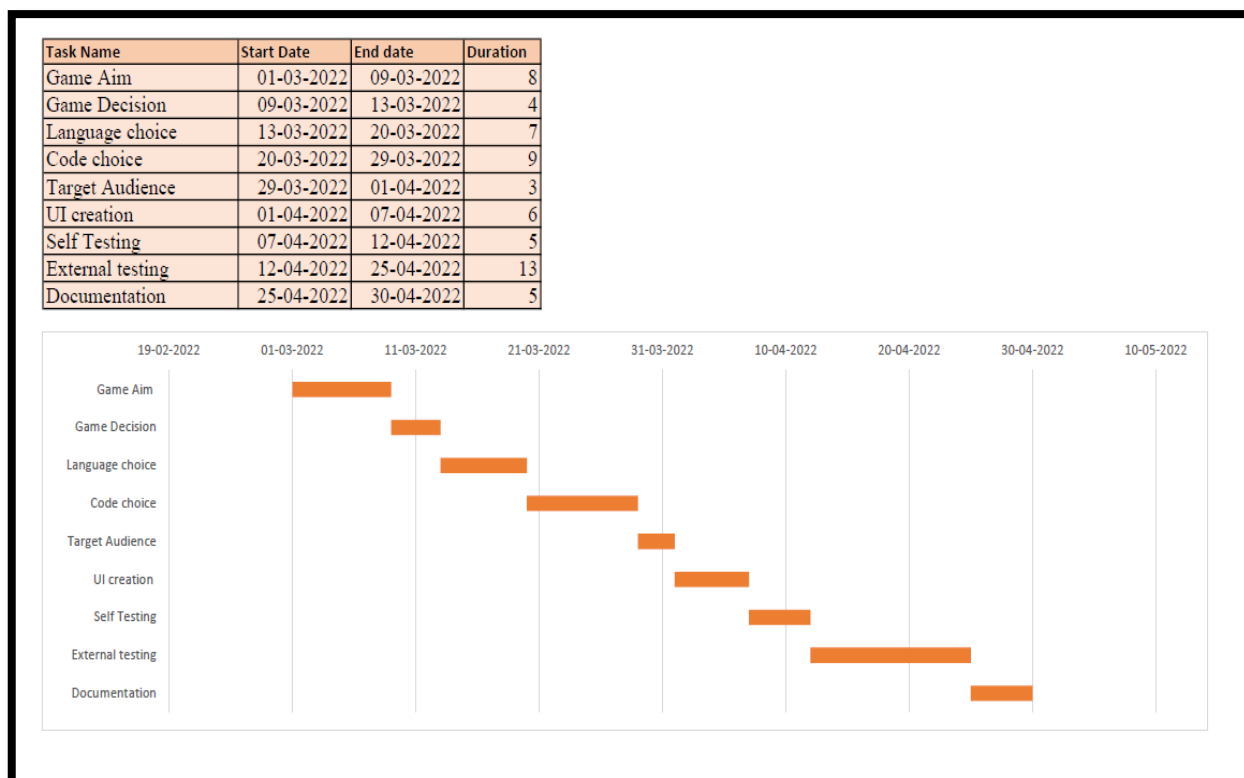 Task Name Start Date End date Duration
Game Aim 01-03-2022 09-03-2022 8
Game Decision 09-03-2022 13-03-2022 4
Language choice 13-03-2022 20-03-2022 7
Code choice 20-03-2022 29-03-2022 9
Target Audience 29-03-2022 01-04-2022 3
UI creation 01-04-2022 07-04-2022 6
Self Testing 07-04-2022 12-04-2022 5
External testing 12-04-2022 25-04-2022 13
Documentation 25-04-2022 30-04-2022 5
19-02-2022 01-03-2022 11-03-2022 21-03-2022 31-03-2022 10-04-2022 20-04-2022 30-04-2022 10-05-2022
Game Aim
Game Decision
Language choice
Code choice
Target Audience
UI creation
Self Testing
External testing
Documentation